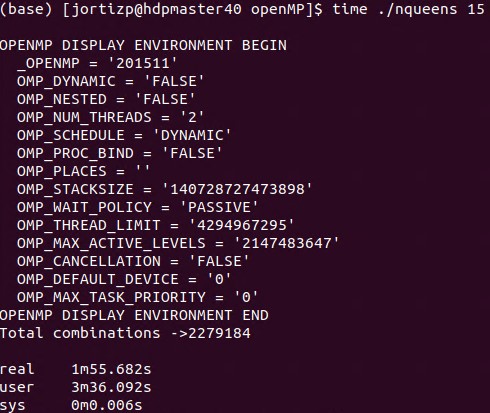 (base) [jortizp@hdpmaster40 openMP]$ time ./nqueens 15
OPENMP DISPLAY ENVIRONMENT BEGIN
_OPENMP = '201511'
OMP_DYNAMIC = 'FALSE'
OMP_NESTED = 'FALSE'
OMP_NUM_THREADS = '2'
OMP_SCHEDULE = 'DYNAMIC'
OMP_PROC_BIND = 'FALSE'
OMP_PLACES = ''
OMP_STACKSIZE = '140728727473898'
OMP_WAIT_POLICY = 'PASSIVE'
OMP_THREAD_LIMIT = '4294967295'
OMP_MAX_ACTIVE_LEVELS = '2147483647'
OMP_CANCELLATION = 'FALSE'
OMP_DEFAULT_DEVICE = '0'
OMP_MAX_TASK_PRIORITY = '0'
OPENMP DISPLAY ENVIRONMENT END
Total combinations ->2279184
real 1m55.682s
user 3m36.092s
sys 0m0.006s